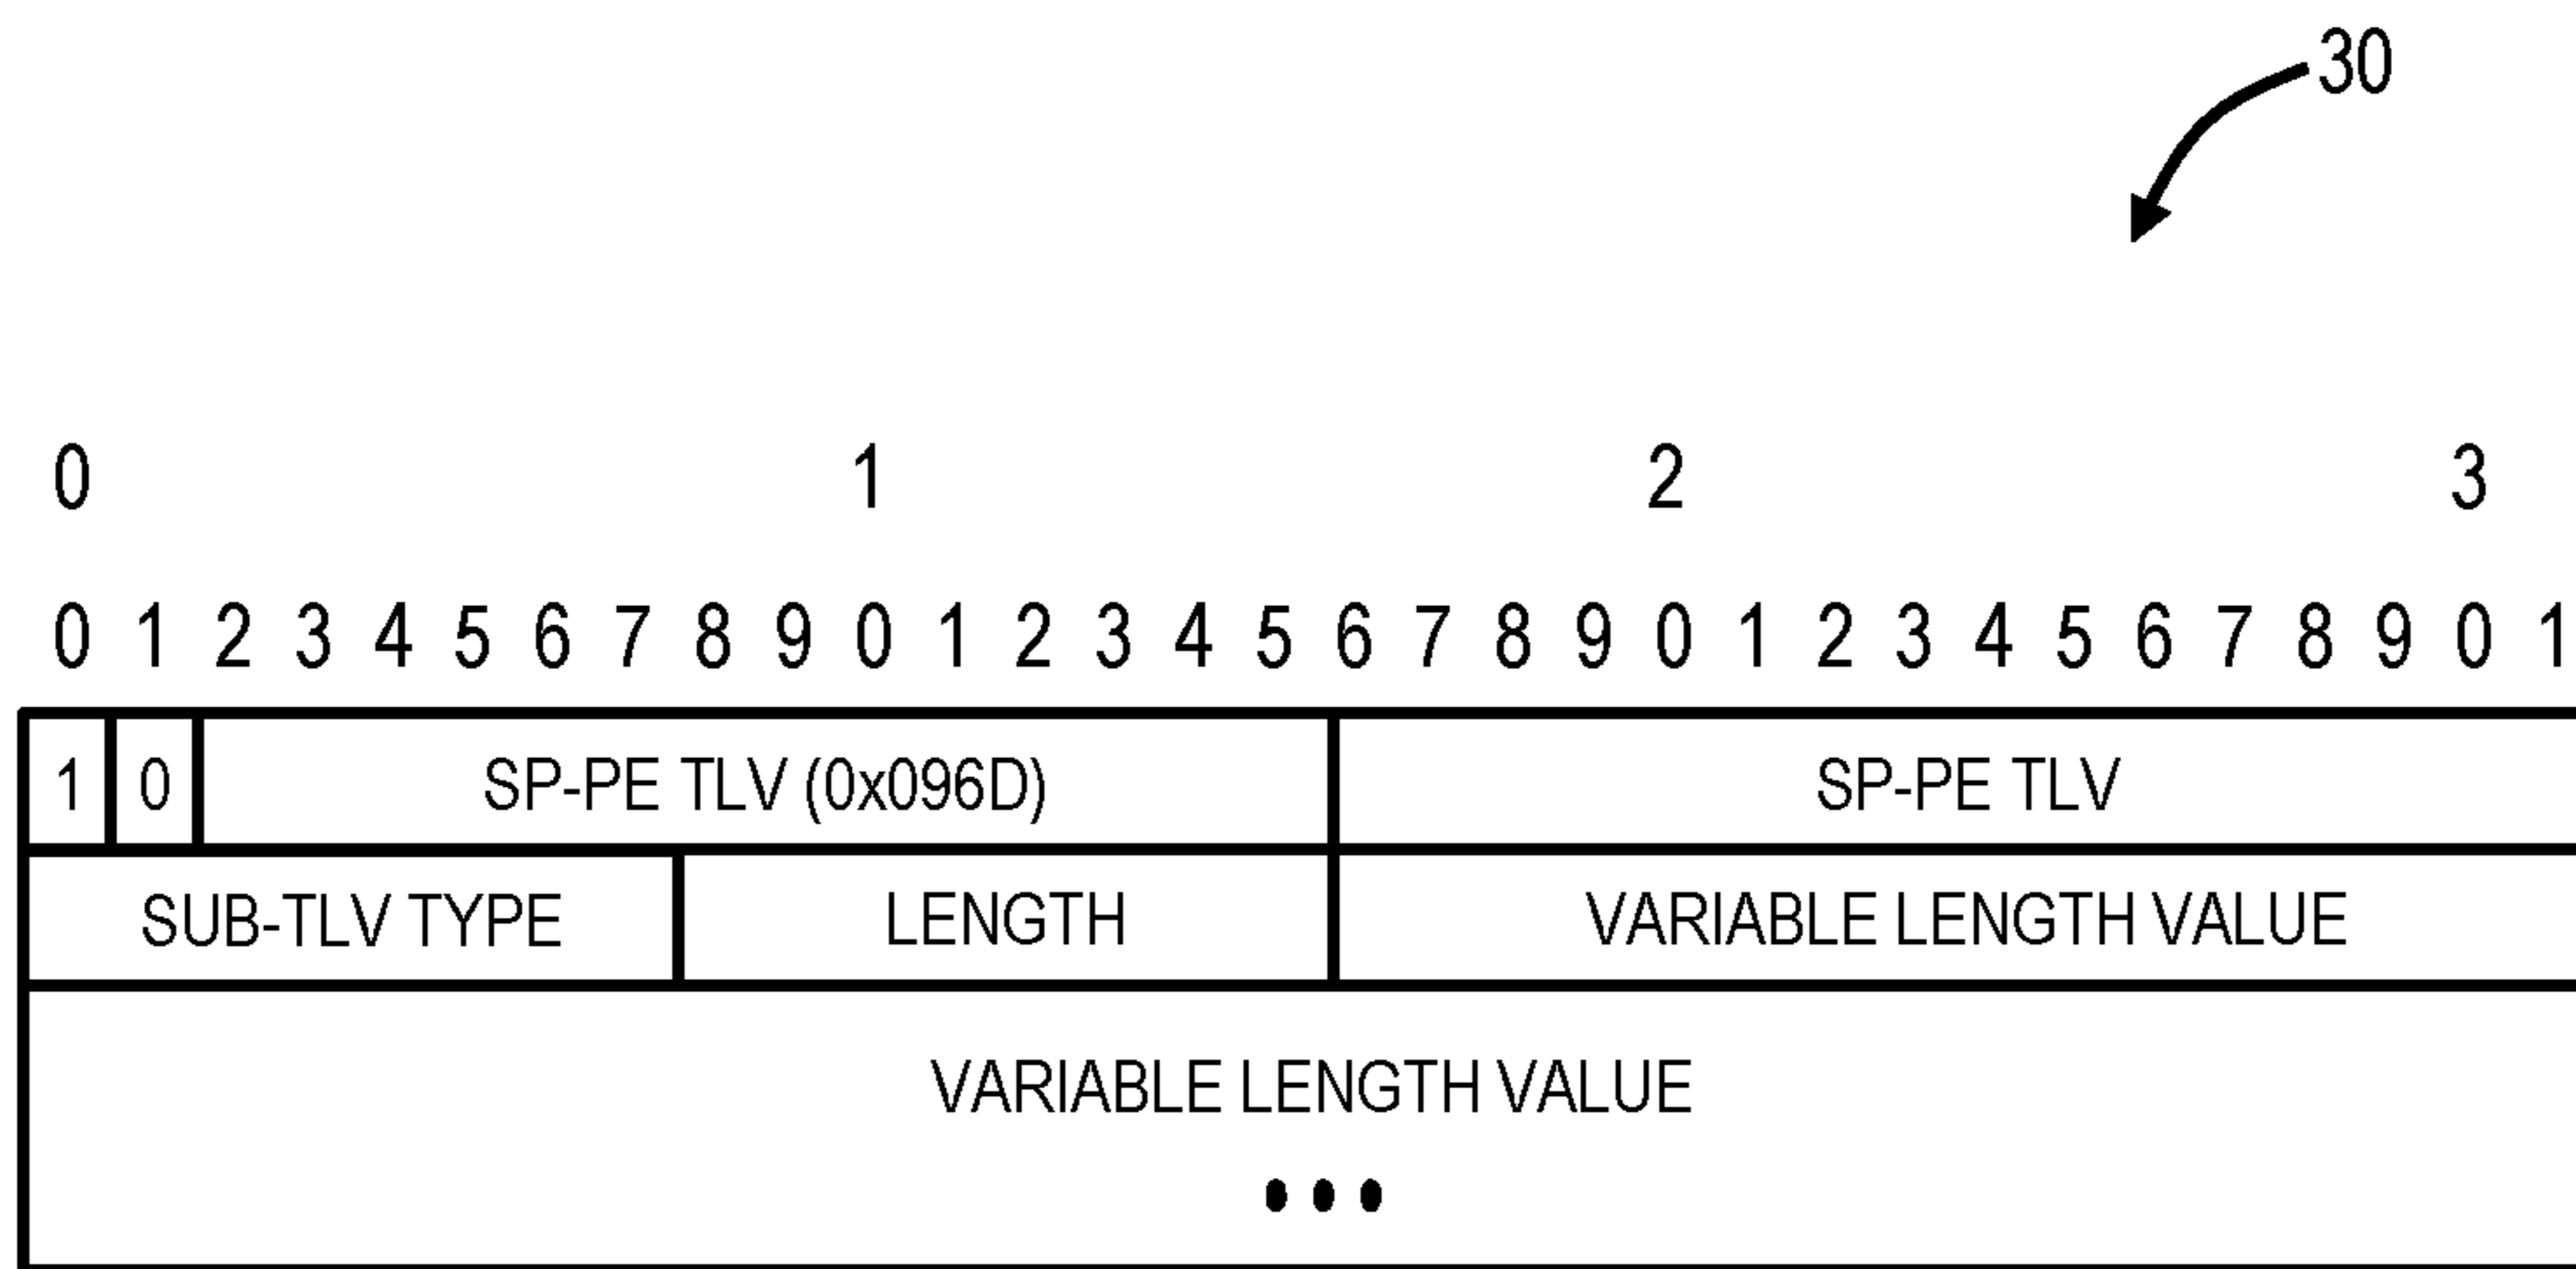 30
0 1 2 3
0 1 2 3 4 5 6 7 8 9 0 1 2 3 4 5 6 7 8 9 0 1 2 3 4 5 6 7 8 9 0 1
1 0 SP-PE TLV (0x096D) SP-PE TLV
SUB-TLV TYPE LENGTH VARIABLE LENGTH VALUE
VARIABLE LENGTH VALUE
•••